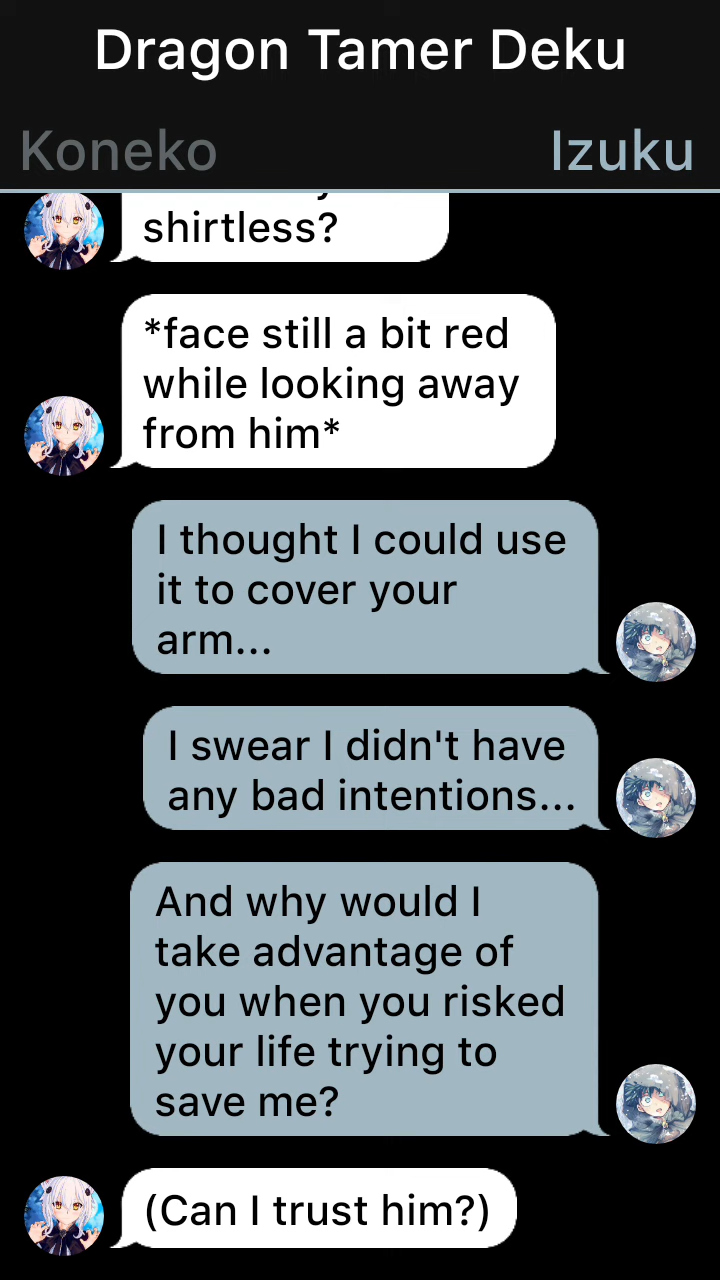 Dragon Tamer Deku
Koneko
Izuku
shirtless?
*face still a bit red
while looking away
from him*
I thought I could use
it to cover your
arm...
I swear I didn't have
any bad intentions...
And why would I
take advantage of
you when you risked
your life trying to
save me?
(Can I trust him?)